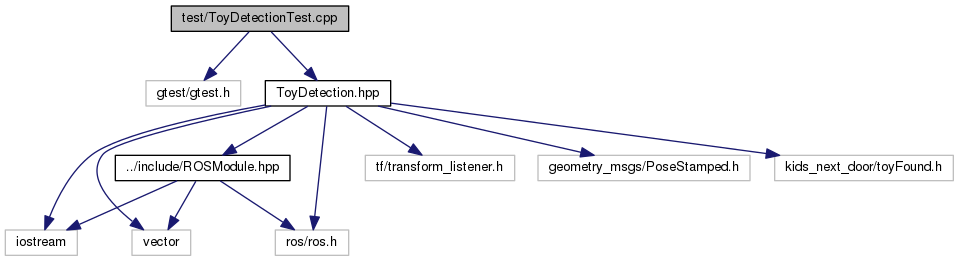 test/ToyDetectionTest.cpp
gtest/gtest.h
ToyDetection.hpp
../include/ROSModule.hpp
tf/transform_listener.h
geometry_msgs/PoseStamped.h
kids_next_door/toyFound.h
iostream
vector
ros/ros.h